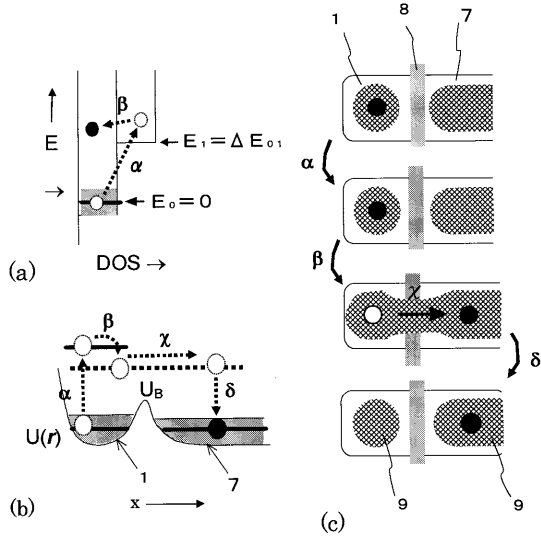 E ⟶
β
α
E₁=ΔE₀₁
E₀=0
(a)
DOS →
β
χ
α
U_B
δ
U(r)
1
7
(b)
x
1
8
7
α
β
χ
δ
9
9
(c)